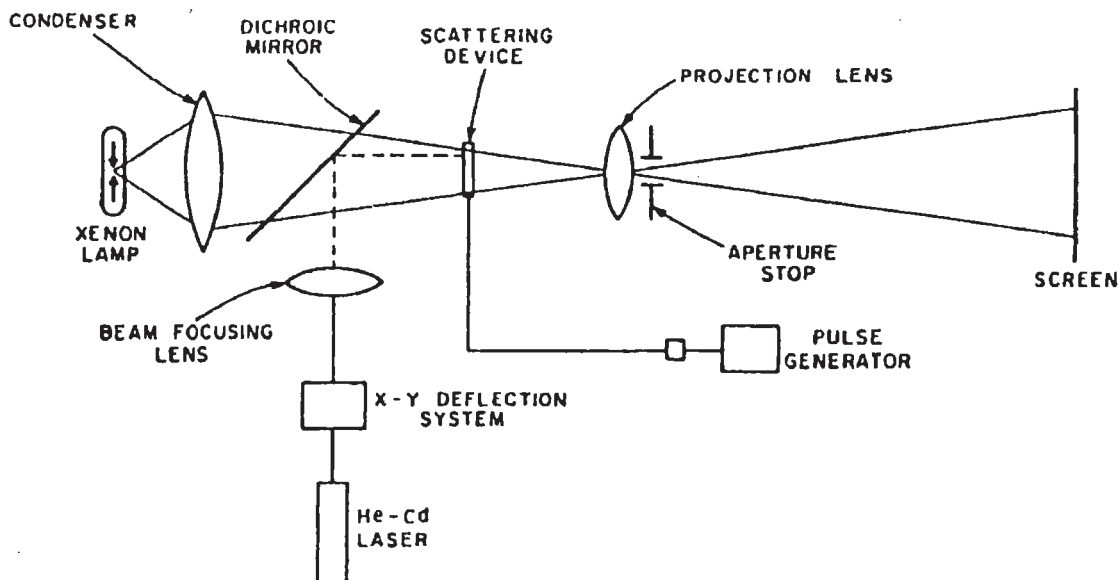 CONDENSER
DICHROIC
MIRROR
SCATTERING
DEVICE
PROJECTION LENS
XENON
LAMP
APERTURE
STOP
SCREEN
BEAM FOCUSING
LENS
PULSE
GENERATOR
X-Y DEFLECTION
SYSTEM
He-Cd
LASER